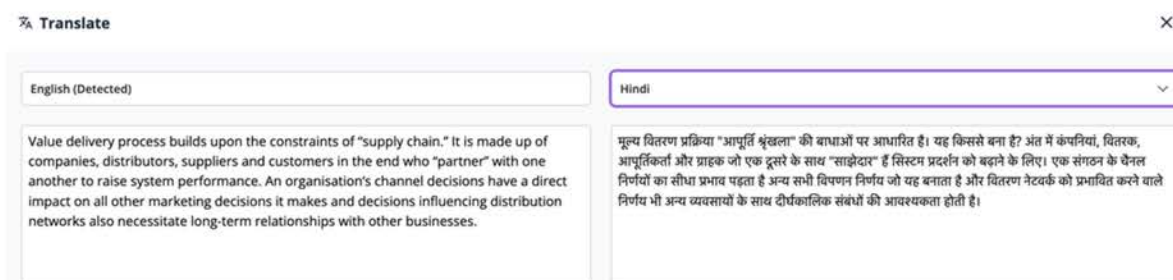 Translate
English (Detected)
Hindi
Value delivery process builds upon the constraints of “supply chain.” It is made up of
companies, distributors, suppliers and customers in the end who “partner” with one
another to raise system performance. An organisation’s channel decisions have a direct
impact on all other marketing decisions it makes and decisions influencing distribution
networks also necessitate long-term relationships with other businesses.
मूल्य वितरण प्रक्रिया "आपूर्ति श्रृंखला" की बाधाओं पर आधारित है। यह किससे बना है? अंत में कंपनियां, वितरक,
आपूर्तिकर्ता और ग्राहक जो एक दूसरे के साथ "साझेदार" हैं सिस्टम प्रदर्शन को बढ़ाने के लिए। एक संगठन के चैनल
निर्णयों का सीधा प्रभाव पड़ता है अन्य सभी विपणन निर्णय जो यह बनाता है और वितरण नेटवर्क को प्रभावित करने वाले
निर्णय भी अन्य व्यवसायों के साथ दीर्घकालिक संबंधों की आवश्यकता होती है।